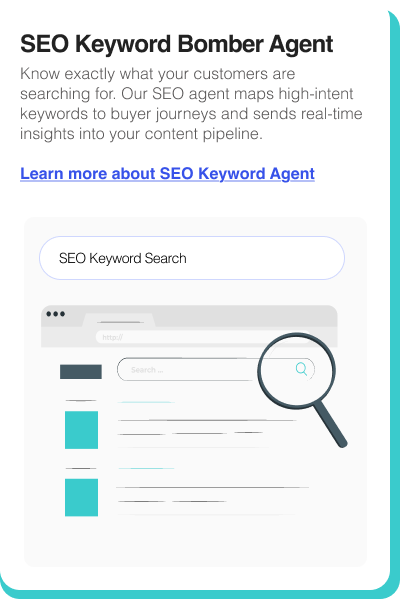 SEO Keyword Bomber Agent
Know exactly what your customers are
searching for. Our SEO agent maps high-intent
keywords to buyer journeys and sends real-time
insights into your content pipeline.
Learn more about SEO Keyword Agent
SEO Keyword Search
http://
Search ...